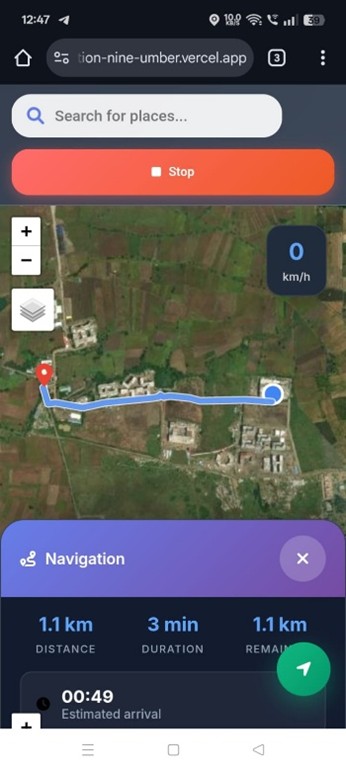 12:47
10.0
KB/S
39
tion-nine-umber.vercel.app
3
Search for places...
Stop
+
−
0
km/h
Navigation
×
1.1 km 3 min 1.1 km
DISTANCE DURATION REMAIN
00:49
Estimated arrival
+